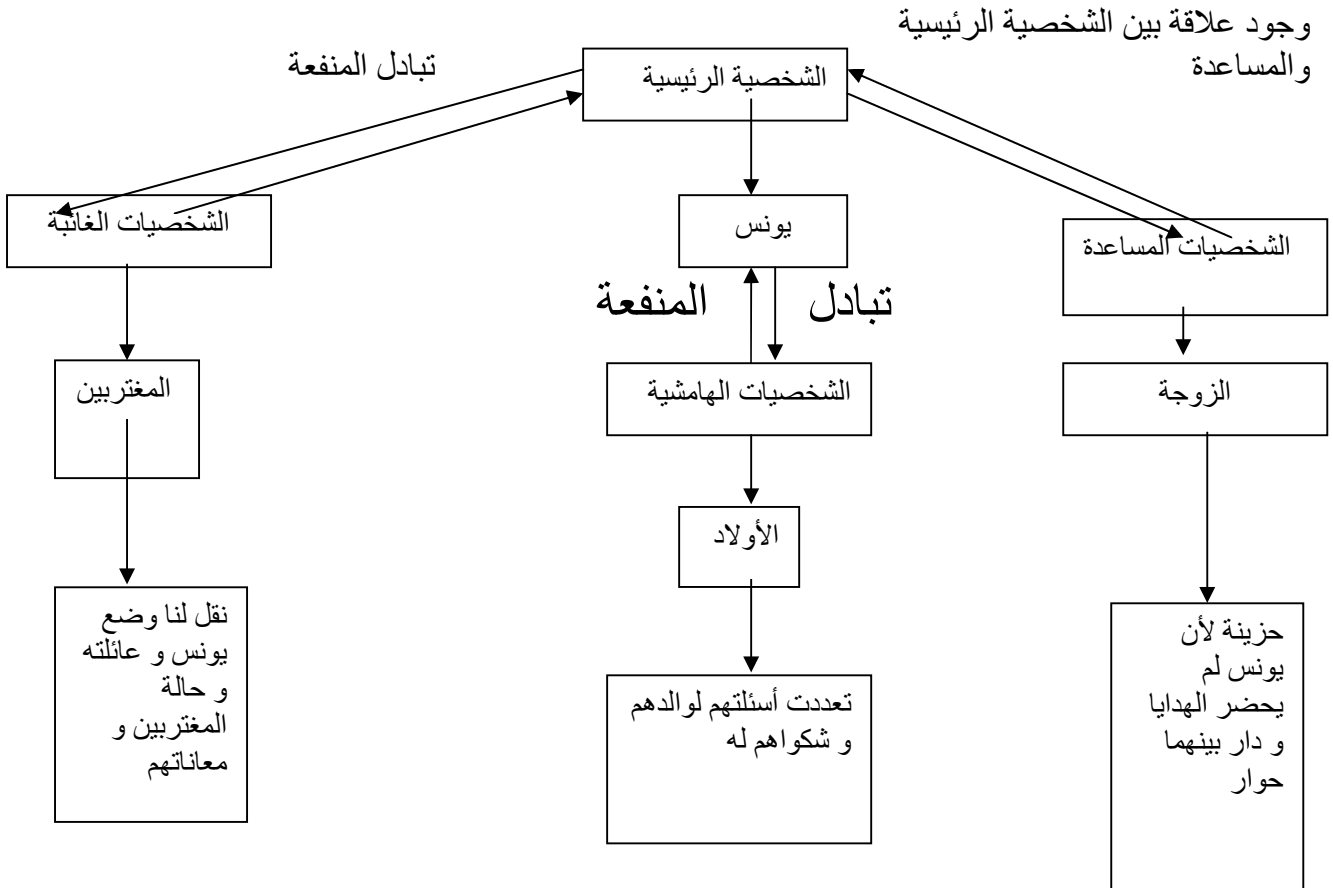 وجود علاقة بين الشخصية الرئيسية
والمساعدة
تبادل المنفعة
الشخصية الرئيسية
الشخصيات الغائبة
يونس
الشخصيات المساعدة
تبادل المنفعة
المغتربين
الشخصيات الهامشية
الزوجة
الأولاد
نقل لنا وضع
يونس و عائلته
و حالة
المغتربين و
معاناتهم
تعددت أسئلتهم لوالدهم
و شكواهم له
حزينة لأن
يونس لم
يحضر الهدايا
و دار بينهما
حوار